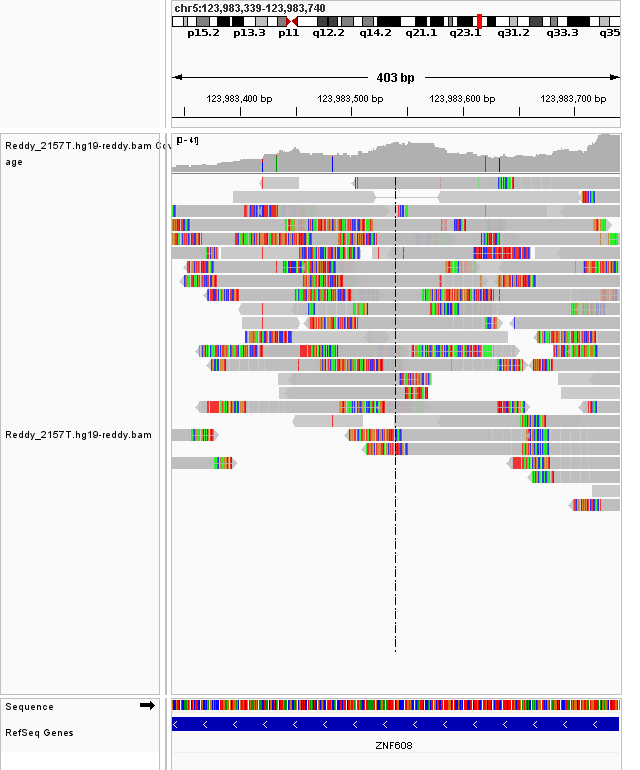 chr5:123,983,339-123,983,740
p15.2 p13.3 p11 q12.2 q14.2 q21.1 q23.1 q31.2 q33.3 q35
403 bp
123,983,400 bp 123,983,500 bp 123,983,600 bp 123,983,700 bp
[0 - 41]
Reddy_2157T.hg19-reddy.bam Cov
age
Reddy_2157T.hg19-reddy.bam
Sequence
RefSeq Genes
ZNF608